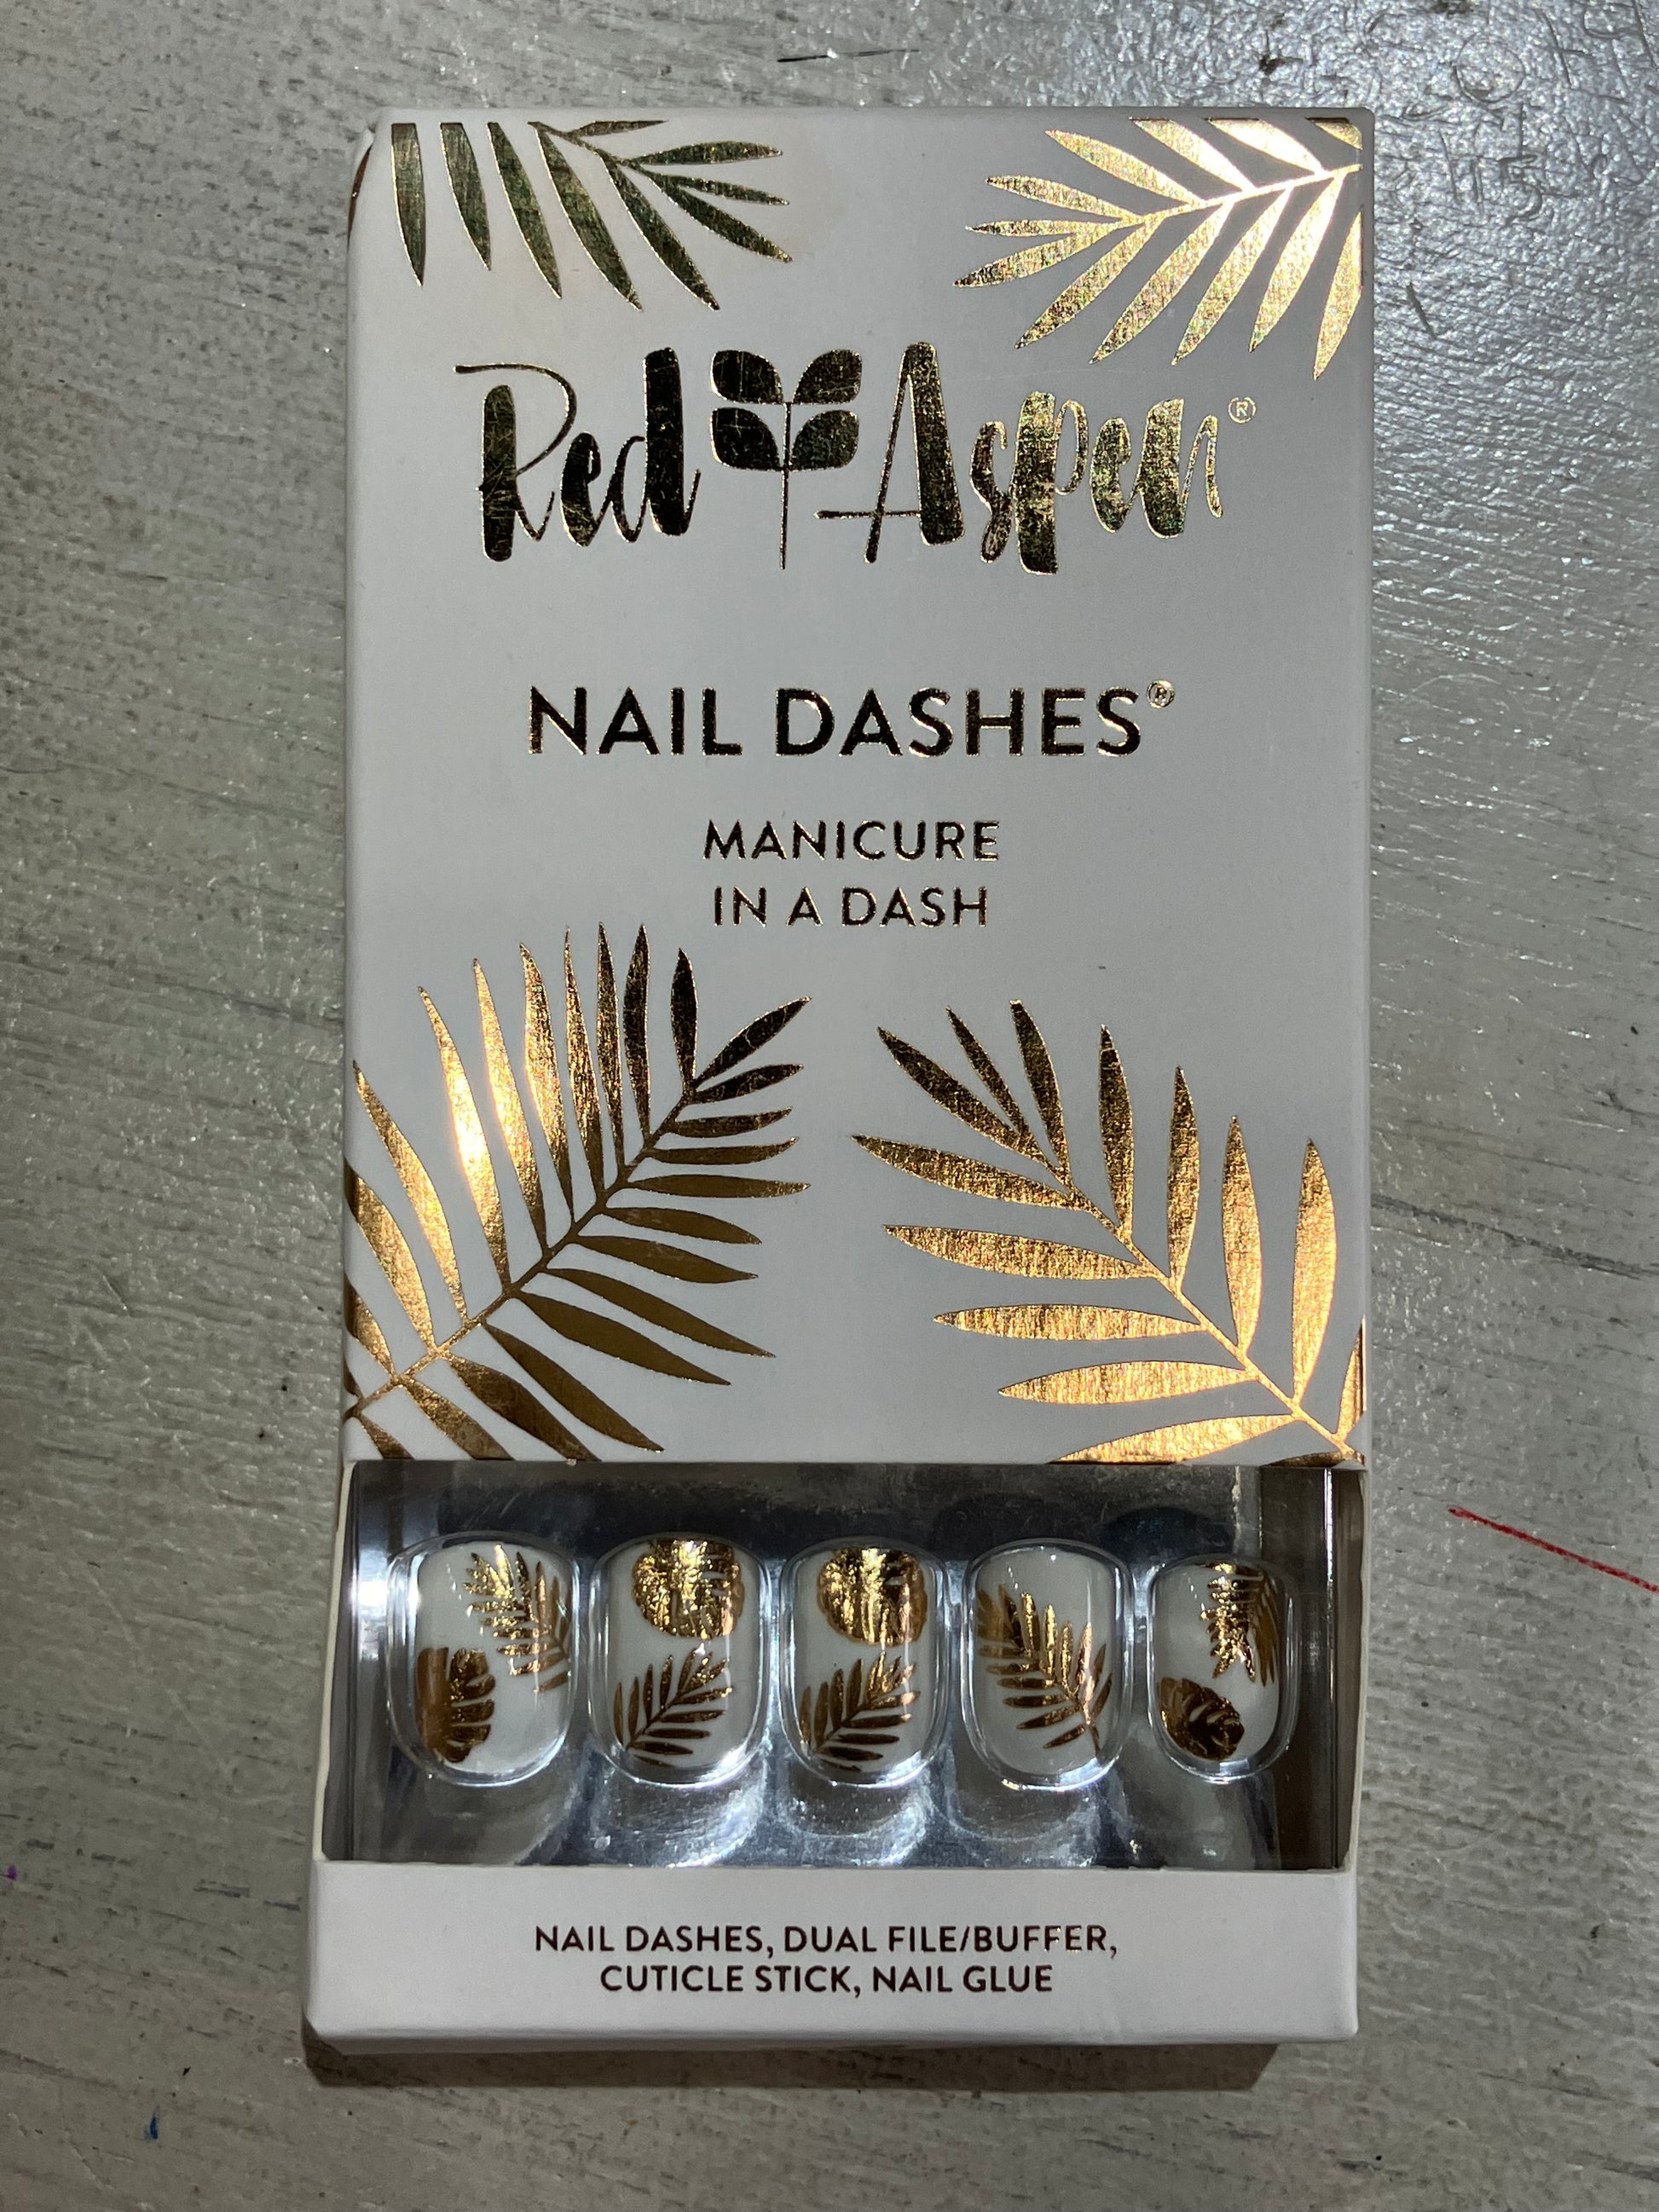 Red Aspen®
NAIL DASHES®
MANICURE
IN A DASH
NAIL DASHES, DUAL FILE/BUFFER,
CUTICLE STICK, NAIL GLUE